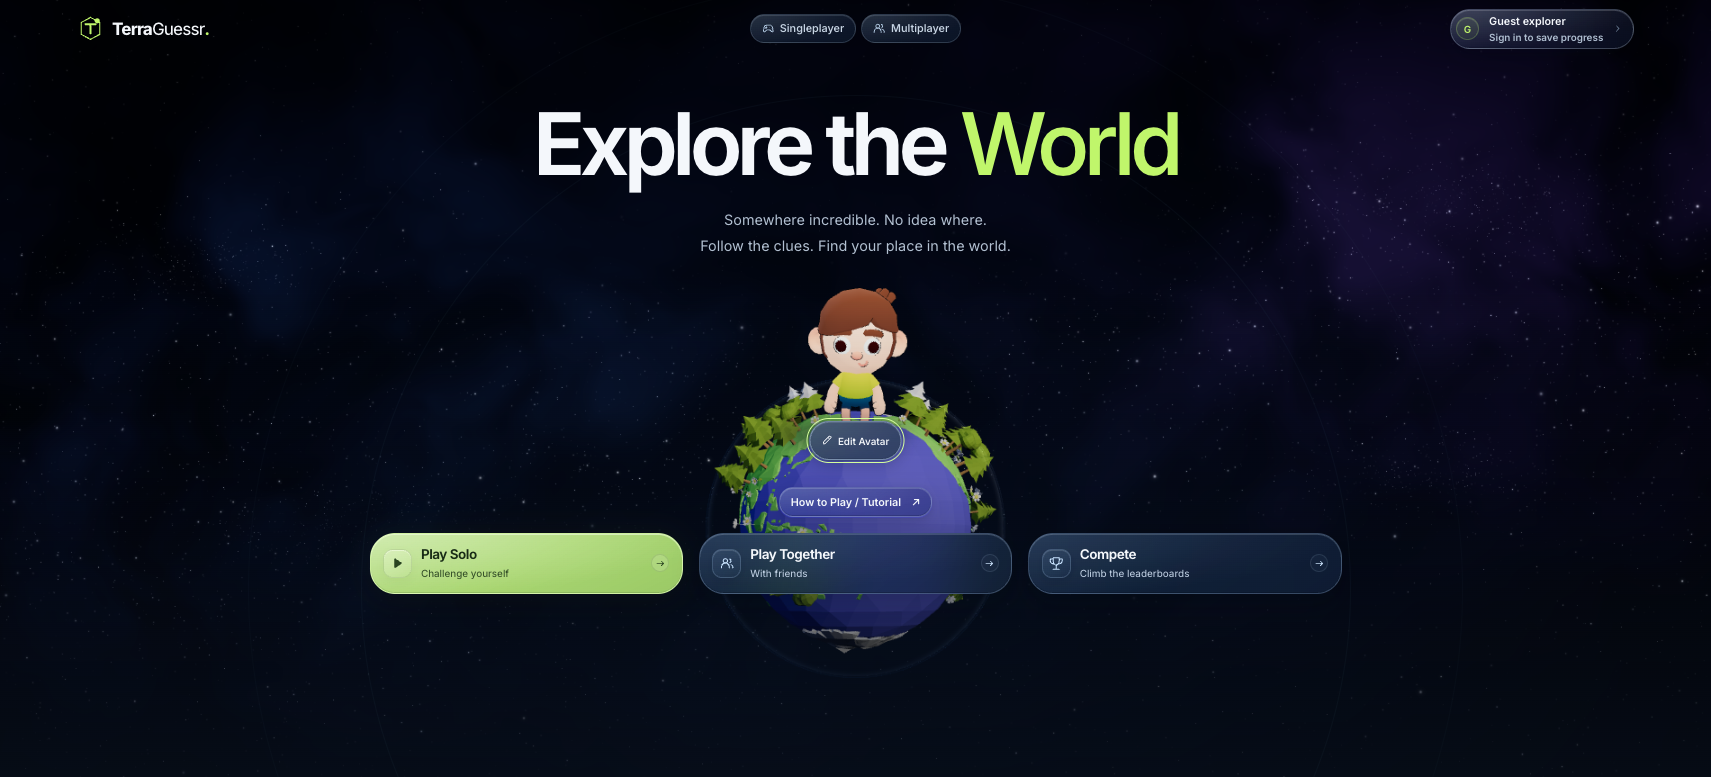 TerraGuessr.
Singleplayer
Multiplayer
G
Guest explorer
Sign in to save progress
Explore the World
Somewhere incredible. No idea where.
Follow the clues. Find your place in the world.
Edit Avatar
How to Play / Tutorial
Play Solo
Challenge yourself
Play Together
With friends
Compete
Climb the leaderboards